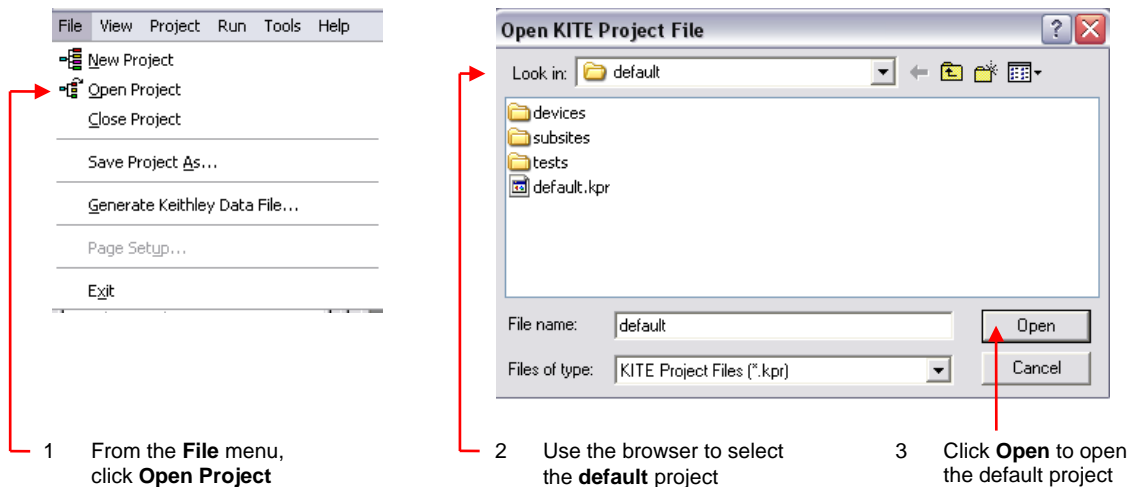 File View Project Run Tools Help
New Project
Open Project
Close Project
Save Project As...
Generate Keithley Data File...
Page Setup...
Exit
Open KITE Project File
Look in: default
devices
subsites
tests
default.kpr
File name: default
Open
Files of type: KITE Project Files (*.kpr)
Cancel
1 From the File menu,
click Open Project
2 Use the browser to select
the default project
3 Click Open to open
the default project